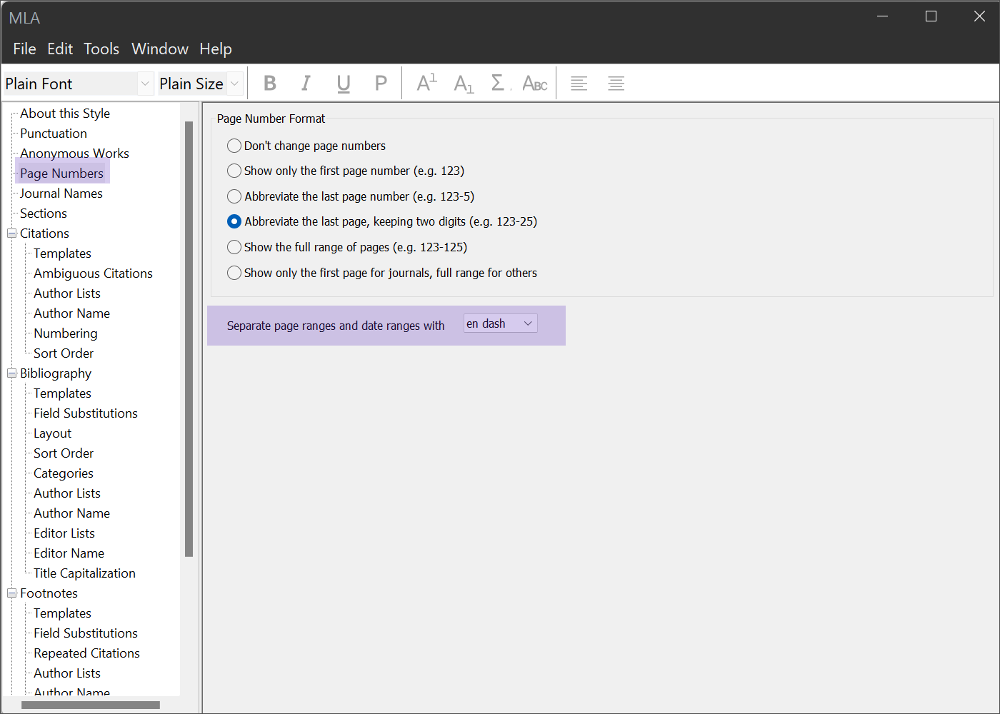 MLA
File Edit Tools Window Help
Plain Font Plain Size B I U P A1 A1 Σ. ABC
About this Style
Punctuation
Anonymous Works
Page Numbers
Journal Names
Sections
Citations
Templates
Ambiguous Citations
Author Lists
Author Name
Numbering
Sort Order
Bibliography
Templates
Field Substitutions
Layout
Sort Order
Categories
Author Lists
Author Name
Editor Lists
Editor Name
Title Capitalization
Footnotes
Templates
Field Substitutions
Repeated Citations
Author Lists
Author Name
Page Number Format
Don't change page numbers
Show only the first page number (e.g. 123)
Abbreviate the last page number (e.g. 123-5)
Abbreviate the last page, keeping two digits (e.g. 123-25)
Show the full range of pages (e.g. 123-125)
Show only the first page for journals, full range for others
Separate page ranges and date ranges with en dash